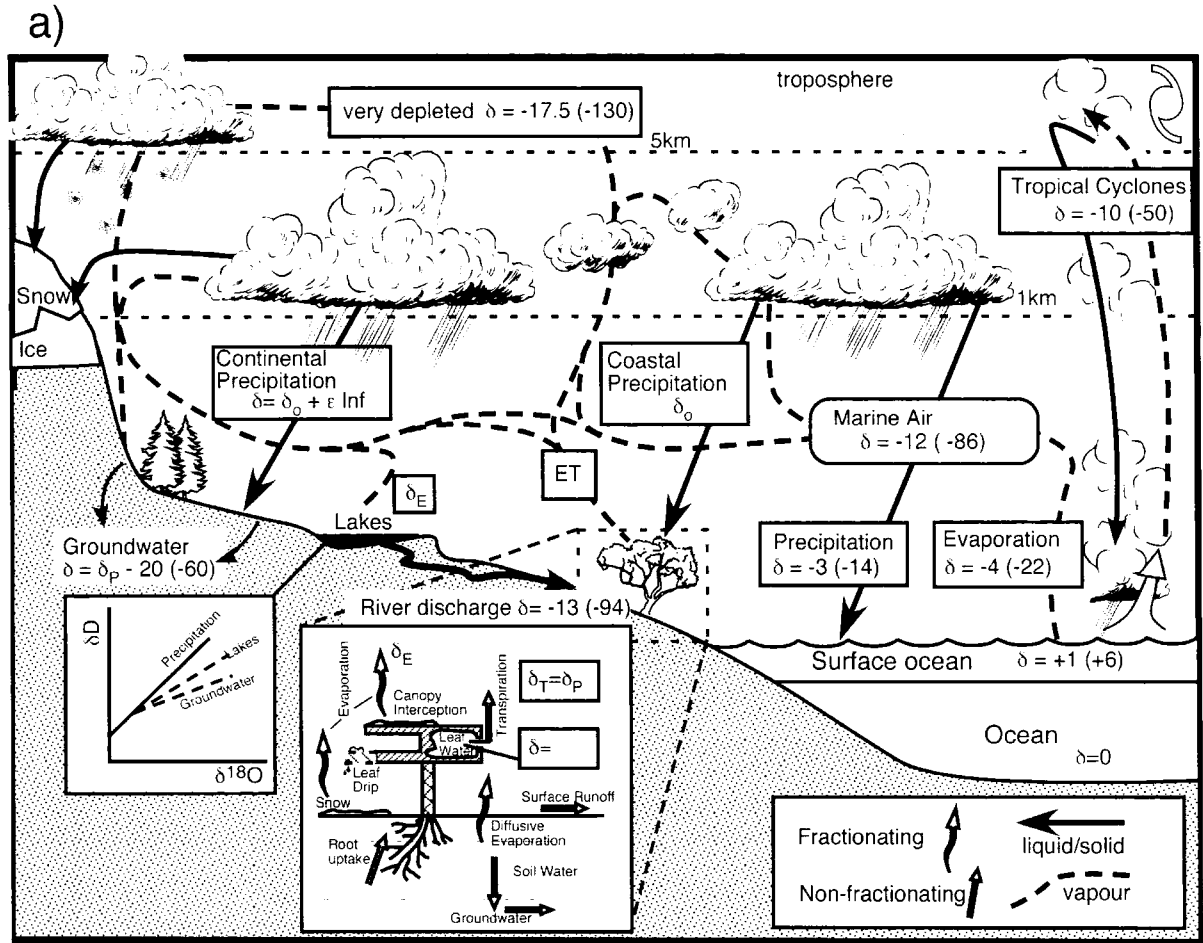 a)
troposphere
very depleted δ = -17.5 (-130)
5km
Tropical Cyclones
δ = -10 (-50)
Snow
1km
Ice
Continental
Precipitation
δ= δo + ε lnf
Coastal
Precipitation
δo
Marine Air
δ = -12 ( -86)
ET
δE
Lakes
Groundwater
δ = δP - 20 (-60)
Precipitation
δ = -3 (-14)
Evaporation
δ = -4 (-22)
River discharge δ= -13 (-94)
Surface ocean δ = +1 (+6)
Ocean
δ=0
δD
Precipitation
Lakes
Groundwater
δ18O
δE
Evaporation
Canopy
Interception
Transpiration
δT=δP
Leaf
Water
δ=
Leaf
Drip
Snow
Surface Runoff
Diffusive
Evaporation
Root
uptake
Soil Water
Groundwater
Fractionating
liquid/solid
Non-fractionating
vapour